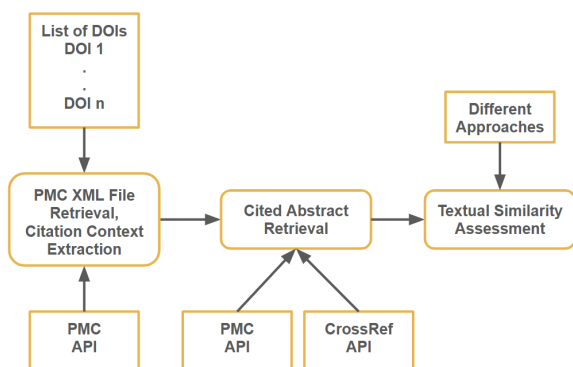 List of DOIs
DOI 1
.
.
DOI n
Different
Approaches
PMC XML File
Retrieval,
Citation Context
Extraction
Cited Abstract
Retrieval
Textual Similarity
Assessment
PMC
API
PMC
API
CrossRef
API